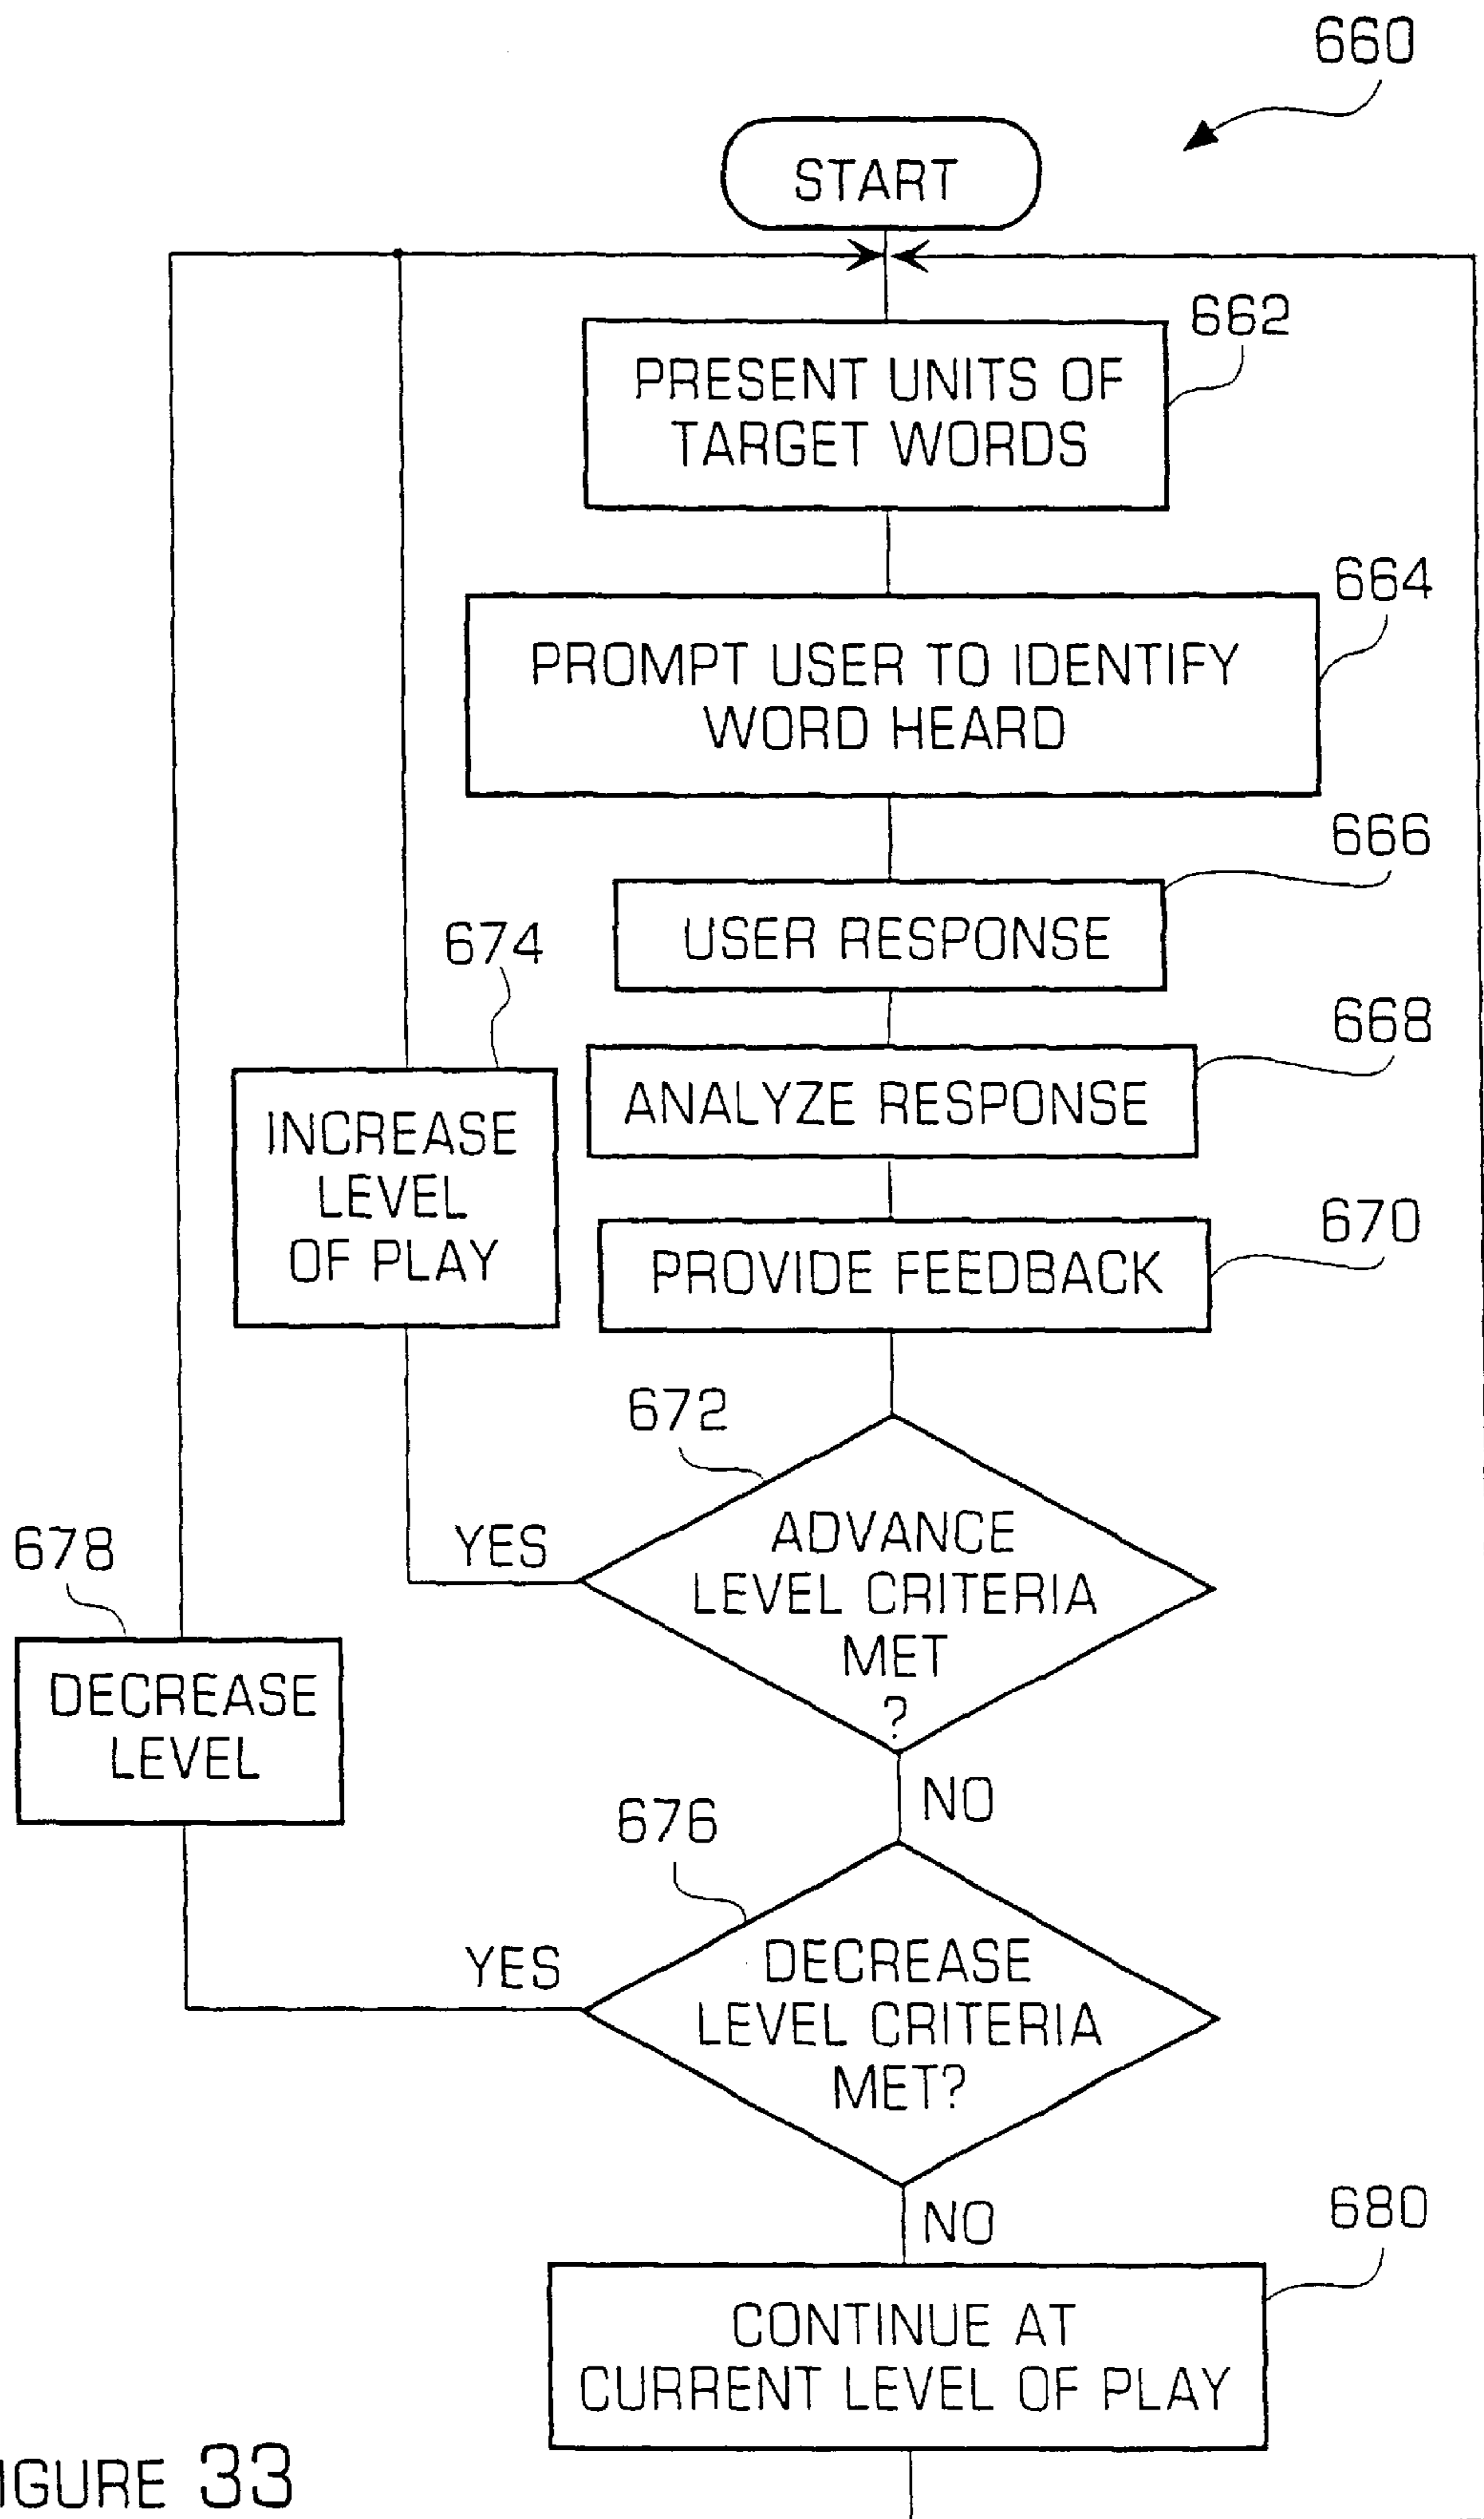 660
START
662
PRESENT UNITS OF
TARGET WORDS
664
PROMPT USER TO IDENTIFY
WORD HEARD
666
USER RESPONSE
674
668
INCREASE
LEVEL
OF PLAY
ANALYZE RESPONSE
670
PROVIDE FEEDBACK
672
YES
ADVANCE
LEVEL CRITERIA
MET
?
678
DECREASE
LEVEL
NO
676
YES
DECREASE
LEVEL CRITERIA
MET?
NO
680
CONTINUE AT
CURRENT LEVEL OF PLAY
IGURE 33